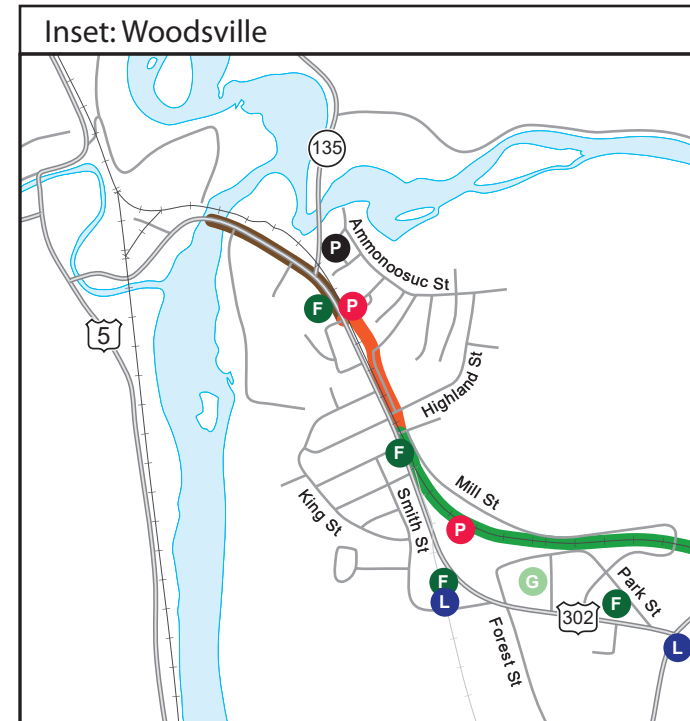 Inset: Woodsville
135
P
Ammonoosuc St
F
P
5
Highland St
F
Mill St
King St
Smith St
P
F
G
L
F
Park St
302
Forest St
L